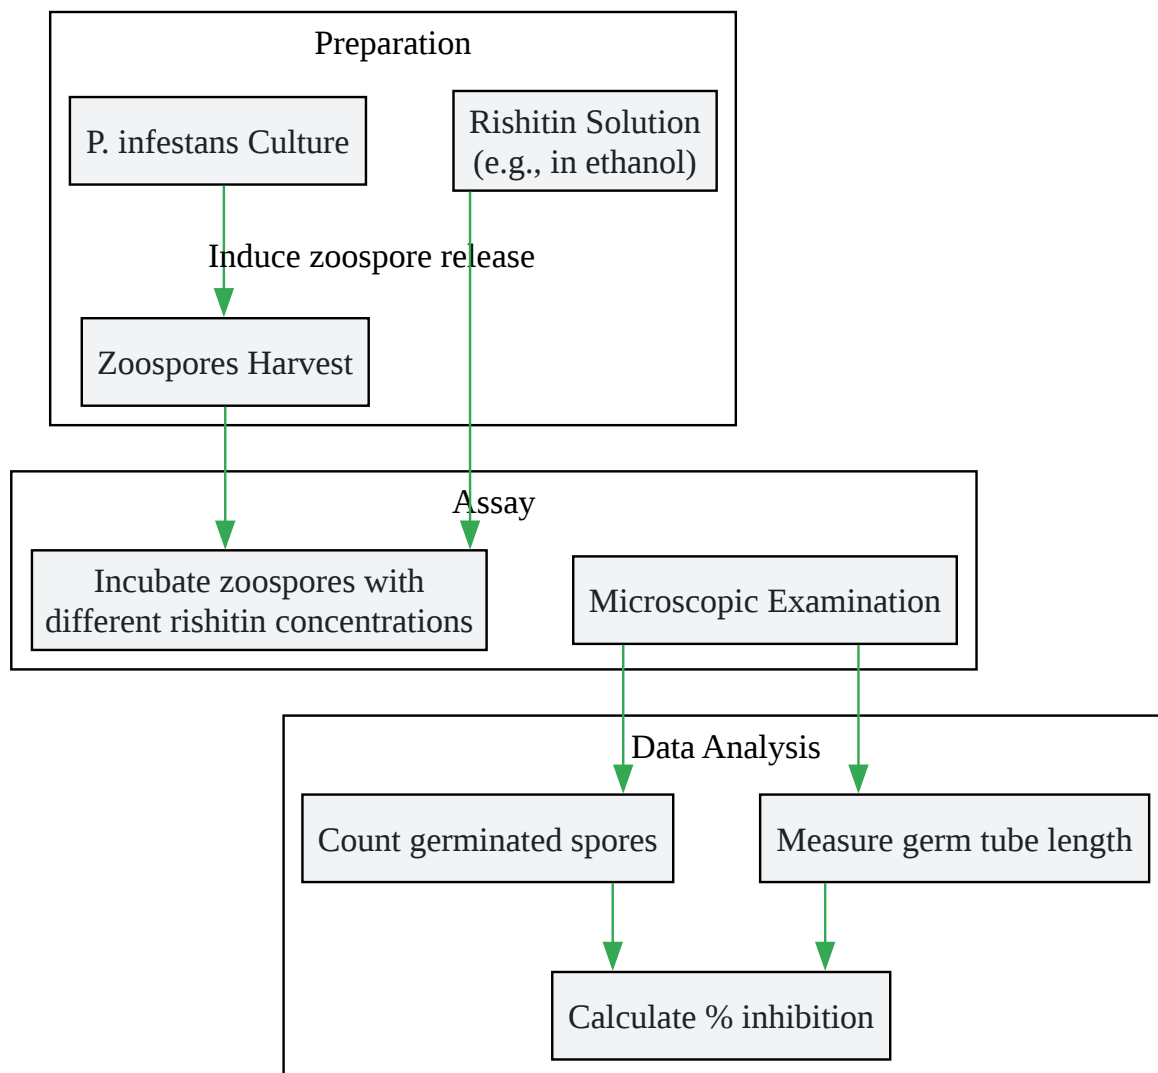 Preparation
P. infestans Culture
Rishitin Solution
(e.g., in ethanol)
Induce zoospore release
Zoospores Harvest
Assay
Incubate zoospores with
different rishitin concentrations
Microscopic Examination
Data Analysis
Count germinated spores
Measure germ tube length
Calculate % inhibition